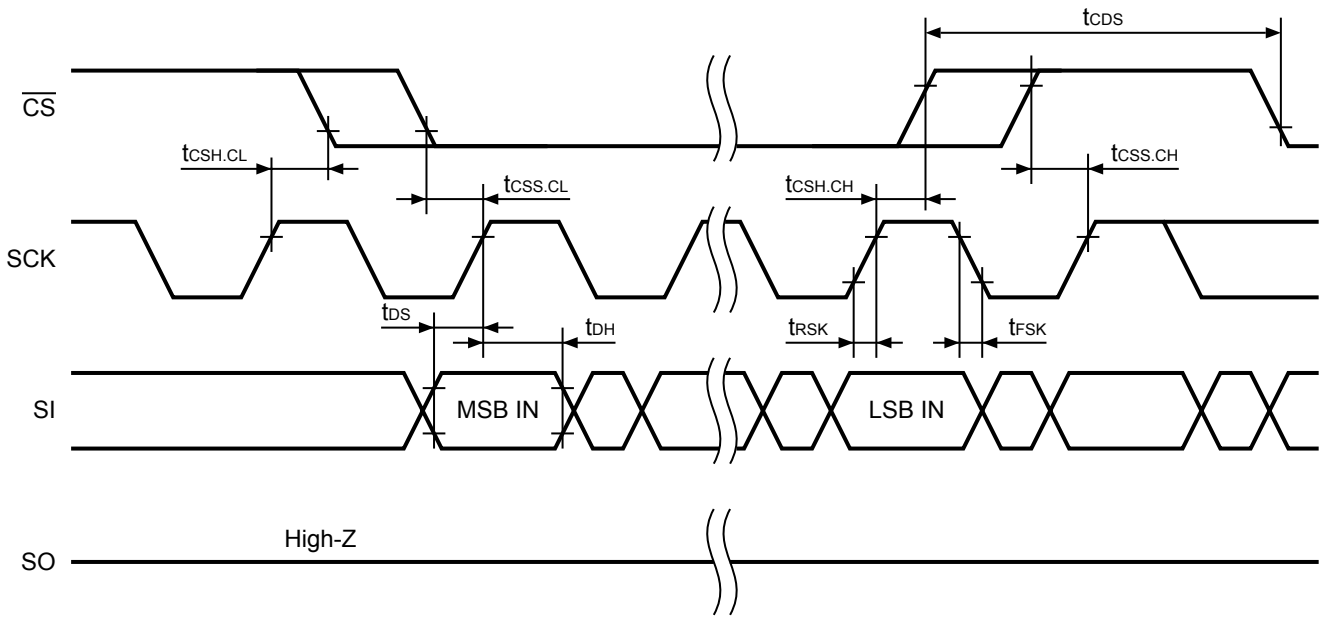 tCDS
CS
tCSH.CL
tCSS.CL
tCSH.CH
tCSS.CH
SCK
tDS
tDH
tRSK
tFSK
SI
MSB IN
LSB IN
High-Z
SO